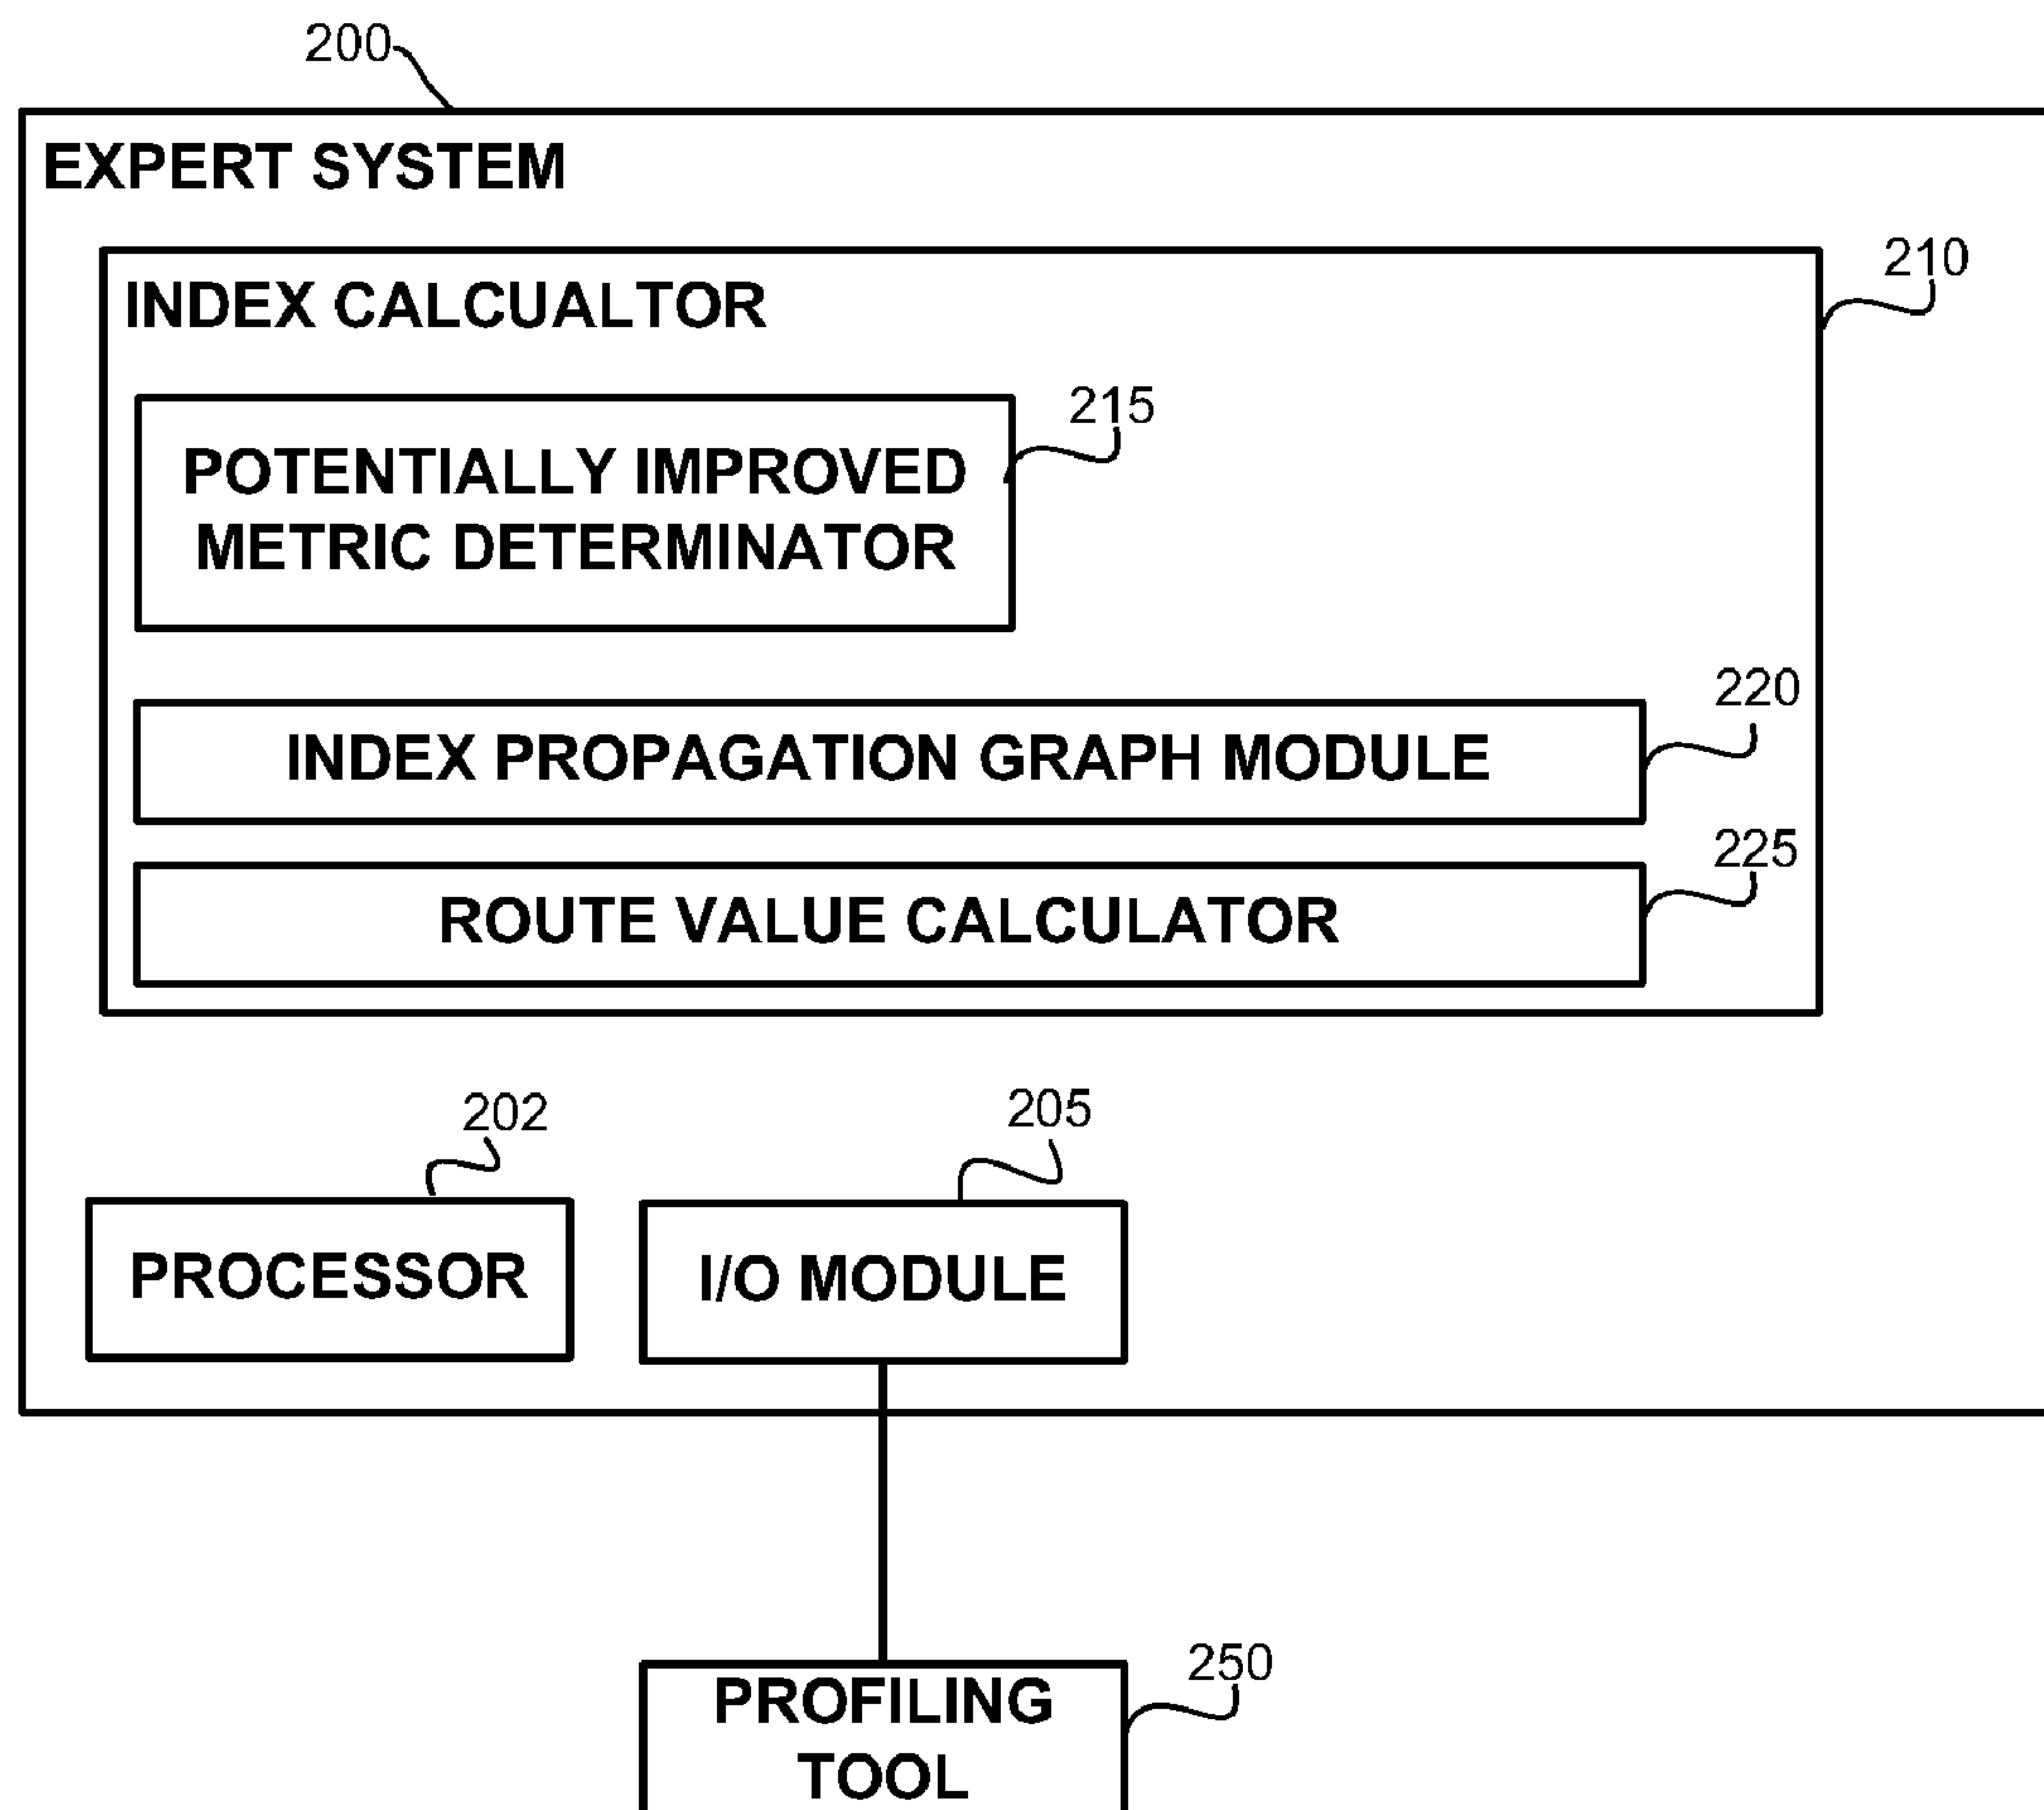 200
EXPERT SYSTEM
210
INDEX CALCUALTOR
215
POTENTIALLY IMPROVED
METRIC DETERMINATOR
220
INDEX PROPAGATION GRAPH MODULE
225
ROUTE VALUE CALCULATOR
202
205
PROCESSOR
I/O MODULE
250
PROFILING
TOOL